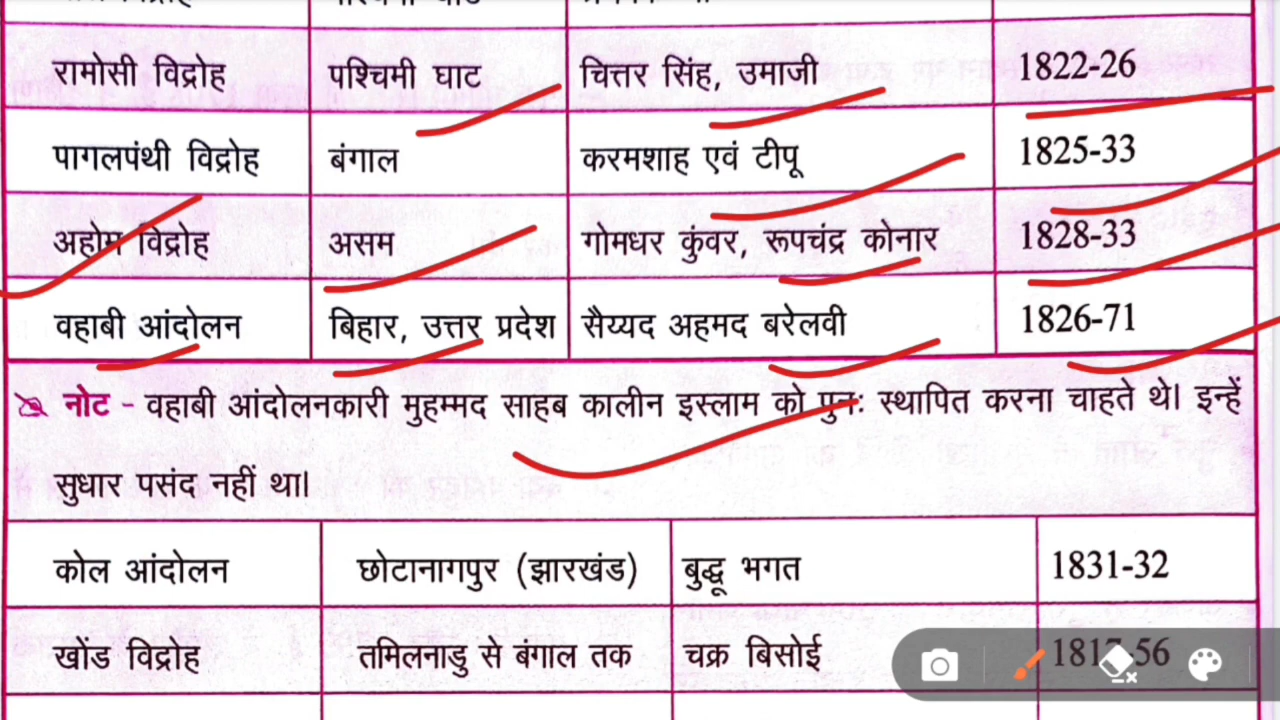 रामोसी विद्रोह पश्चिमी घाट चित्तर सिंह, उमाजी 1822-26
पागलपंथी विद्रोह बंगाल करमशाह एवं टीपू 1825-33
अहोम विद्रोह असम गोमधर कुंवर, रूपचंद्र कोनार 1828-33
वहाबी आंदोलन बिहार, उत्तर प्रदेश सैय्यद अहमद बरेलवी 1826-71
नोट - वहाबी आंदोलनकारी मुहम्मद साहब कालीन इस्लाम को पुनः स्थापित करना चाहते थे। इन्हें
सुधार पसंद नहीं था।
कोल आंदोलन छोटानागपुर (झारखंड) बुद्धू भगत 1831-32
खोंड विद्रोह तमिलनाडु से बंगाल तक चक्र बिसोई